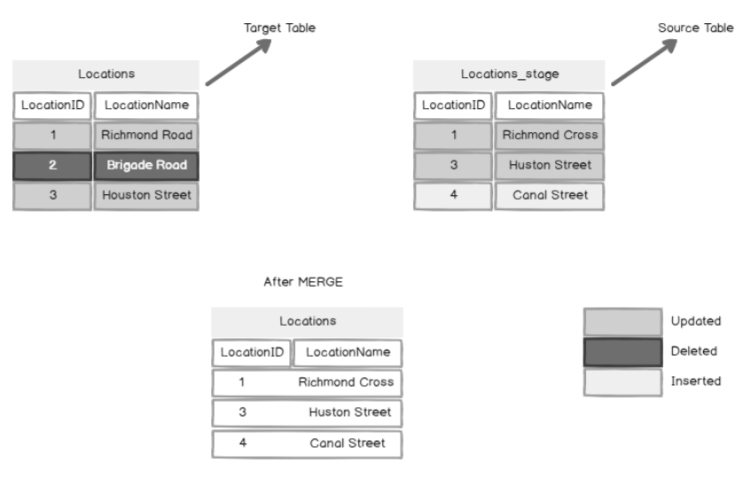 Target Table
Source Table
Locations
LocationID LocationName
1 Richmond Road
2 Brigade Road
3 Houston Street
Locations_stage
LocationID LocationName
1 Richmond Cross
3 Huston Street
4 Canal Street
After MERGE
Locations
LocationID LocationName
1 Richmond Cross
3 Huston Street
4 Canal Street
Updated
Deleted
Inserted